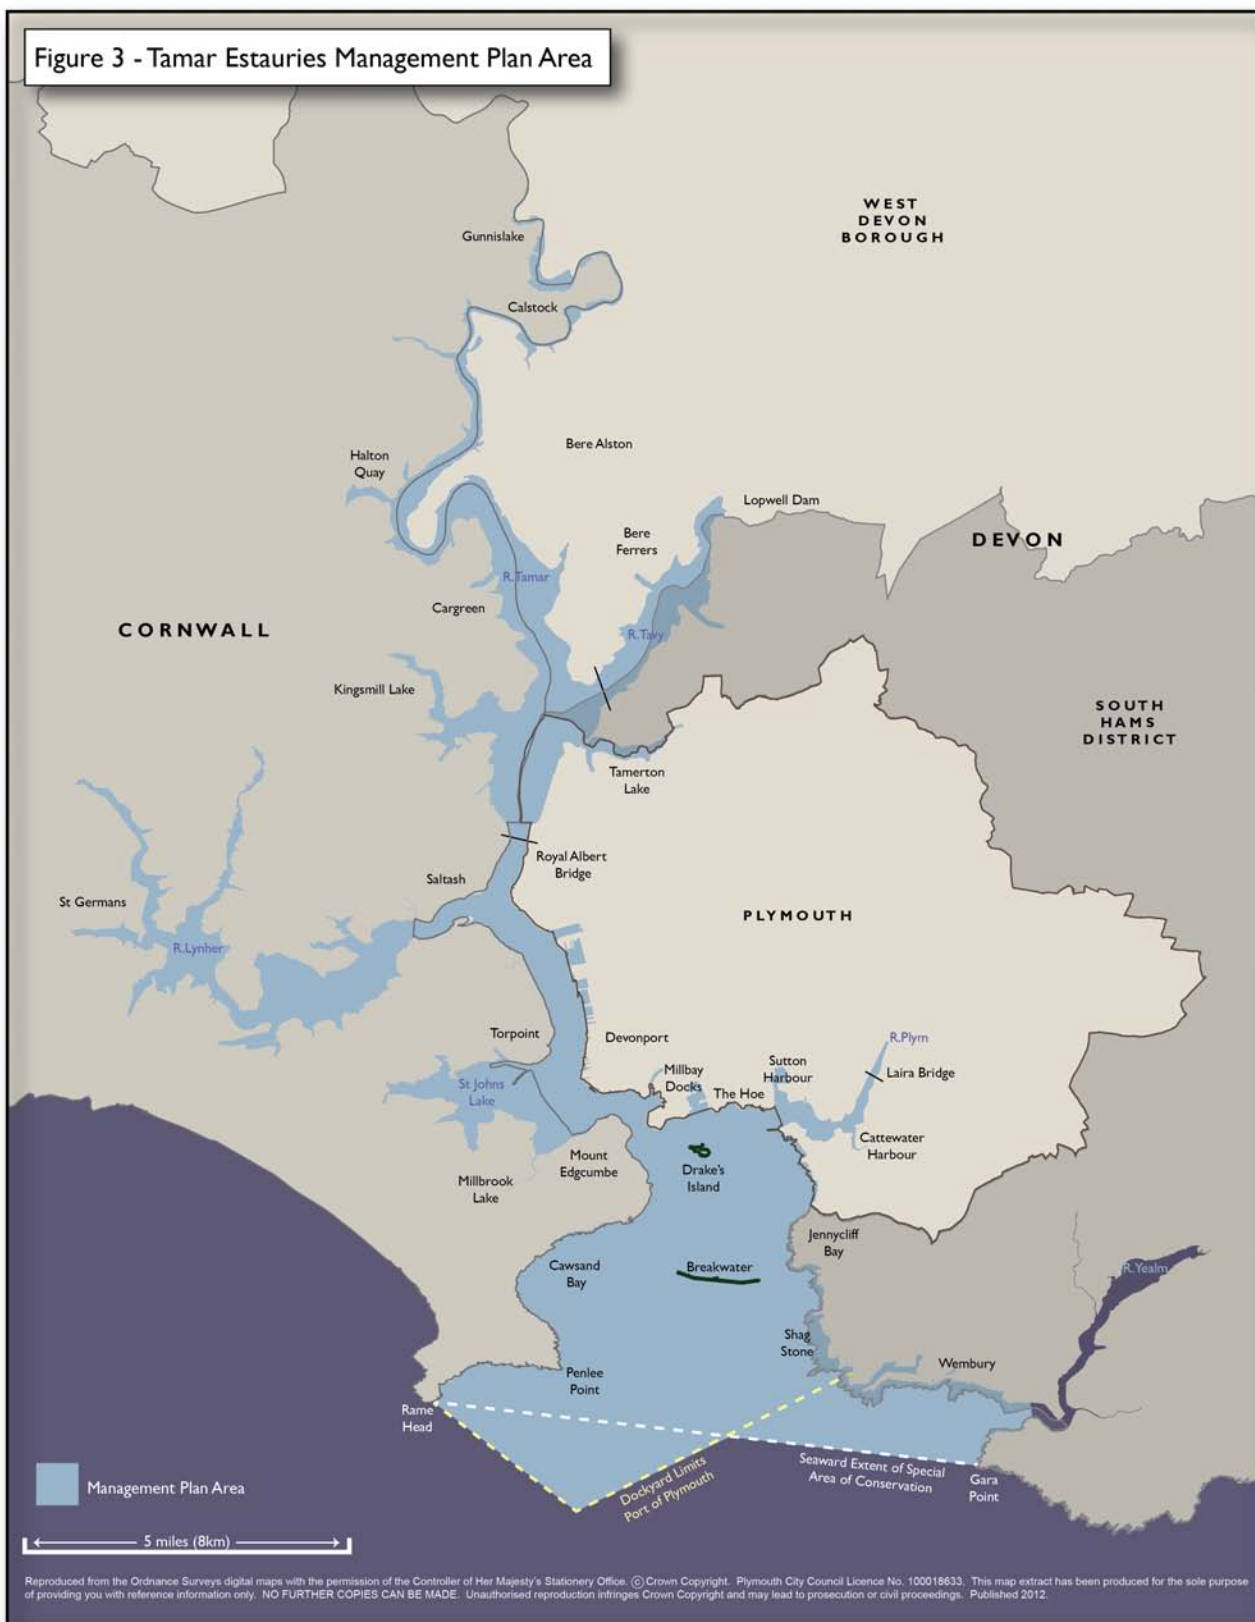 Figure 3 - Tamar Estauries Management Plan Area
WEST
DEVON
BOROUGH
Gunnislake
Calstock
Bere Alston
Halton
Quay
Lopwell Dam
Bere
Ferrers
DEVON
R.Tamar
Cargreen
CORNWALL
R.Tavy
Kingsmill Lake
SOUTH
HAMS
DISTRICT
Tamerton
Lake
Royal Albert
Bridge
Saltash
St Germans
PLYMOUTH
R.Lynher
Torpoint
Devonport
R.Plym
Sutton
Harbour
Millbay
Docks
Laira Bridge
St Johns
Lake
The Hoe
Cattewater
Harbour
Mount
Edgcumbe
Drake's
Island
Millbrook
Lake
Jennycliff
Bay
Cawsand
Bay
Breakwater
R.Yealm
Shag
Stone
Wembury
Penlee
Point
Rame
Head
Dockyard Limits
Port of Plymouth
Seaward Extent of Special
Area of Conservation
Gara
Point
Management Plan Area
5 miles (8km)
Reproduced from the Ordnance Surveys digital maps with the permission of the Controller of Her Majesty's Stationery Office. © Crown Copyright. Plymouth City Council Licence No. 100018633. This map extract has been produced for the sole purpose
of providing you with reference information only. NO FURTHER COPIES CAN BE MADE. Unauthorised reproduction infringes Crown Copyright and may lead to prosecution or civil proceedings. Published 2012.